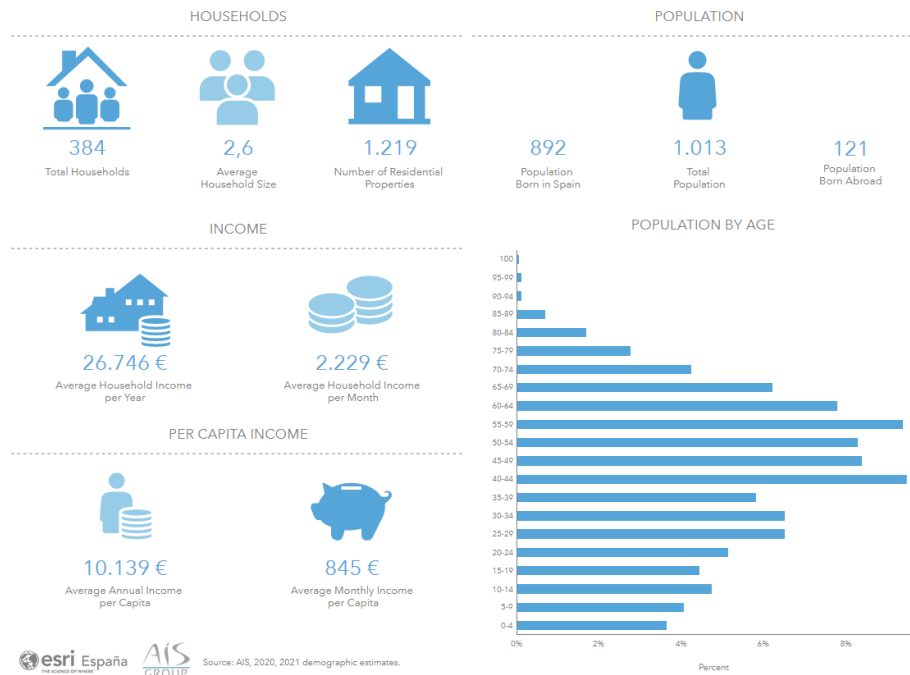 HOUSEHOLDS
384
Total Households
2,6
Average
Household Size
1.219
Number of Residential
Properties
POPULATION
892
Population
Born in Spain
1.013
Total
Population
121
Population
Born Abroad
INCOME
26.746 €
Average Household Income
per Year
2.229 €
Average Household Income
per Month
PER CAPITA INCOME
10.139 €
Average Annual Income
per Capita
845 €
Average Monthly Income
per Capita
POPULATION BY AGE
100
95-99
90-94
85-89
80-84
75-79
70-74
65-69
60-64
55-59
50-54
45-49
40-44
35-39
30-34
25-29
20-24
15-19
10-14
5-9
0-4
0%
2%
4%
6%
8%
Percent
esri España
THE SCIENCE OF WHERE
AIS
GROUP
Source: AIS, 2020, 2021 demographic estimates.